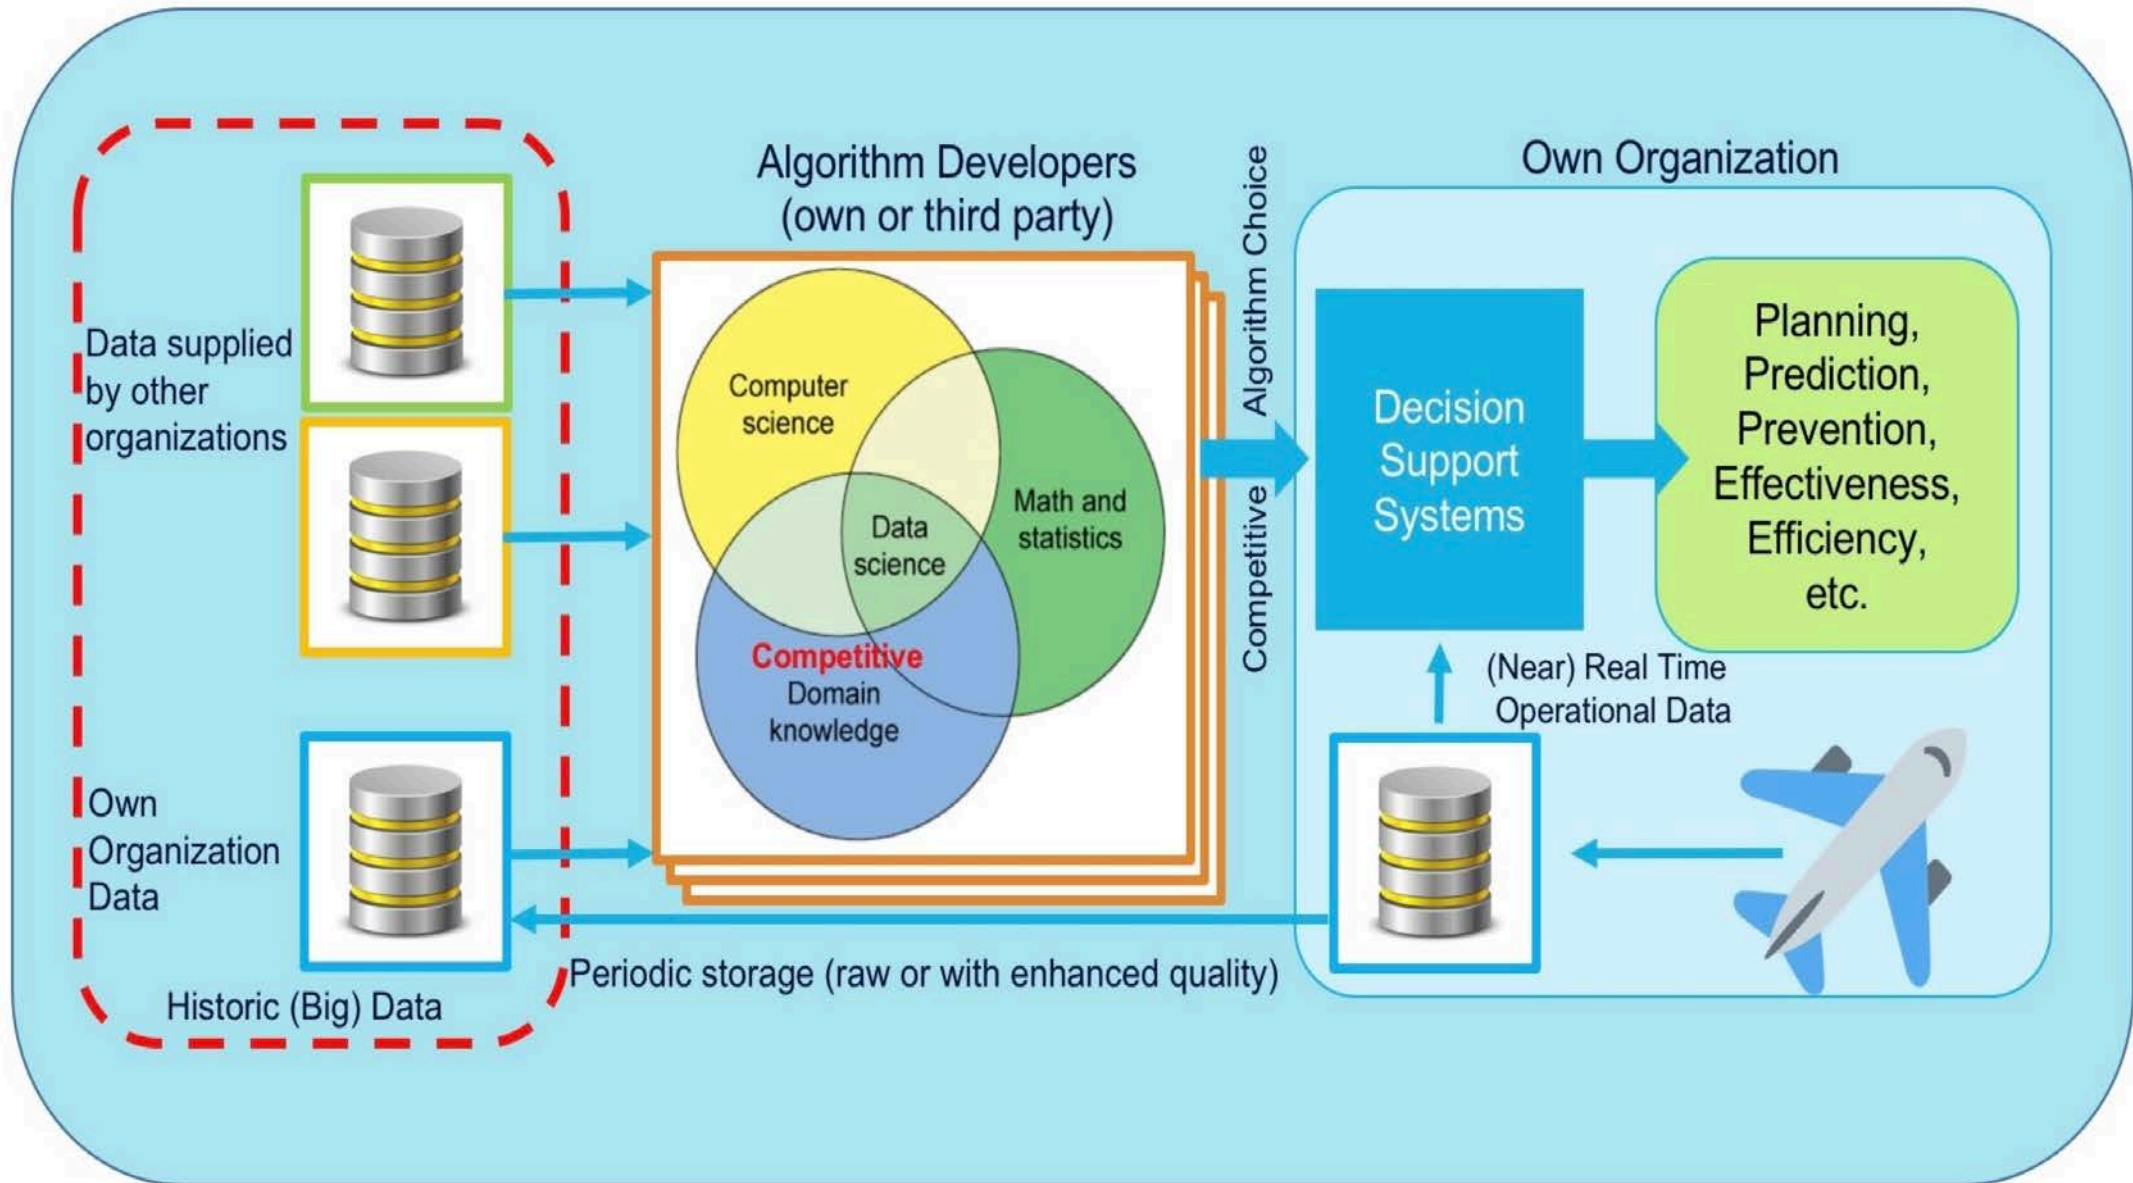 Data supplied
by other
organizations
Own
Organization
Data
Historic (Big) Data
Algorithm Developers
(own or third party)
Computer
science
Math and
statistics
Data
science
Competitive
Domain
knowledge
Periodic storage (raw or with enhanced quality)
Competitive Algorithm Choice
Own Organization
Decision
Support
Systems
Planning,
Prediction,
Prevention,
Effectiveness,
Efficiency,
etc.
(Near) Real Time
Operational Data